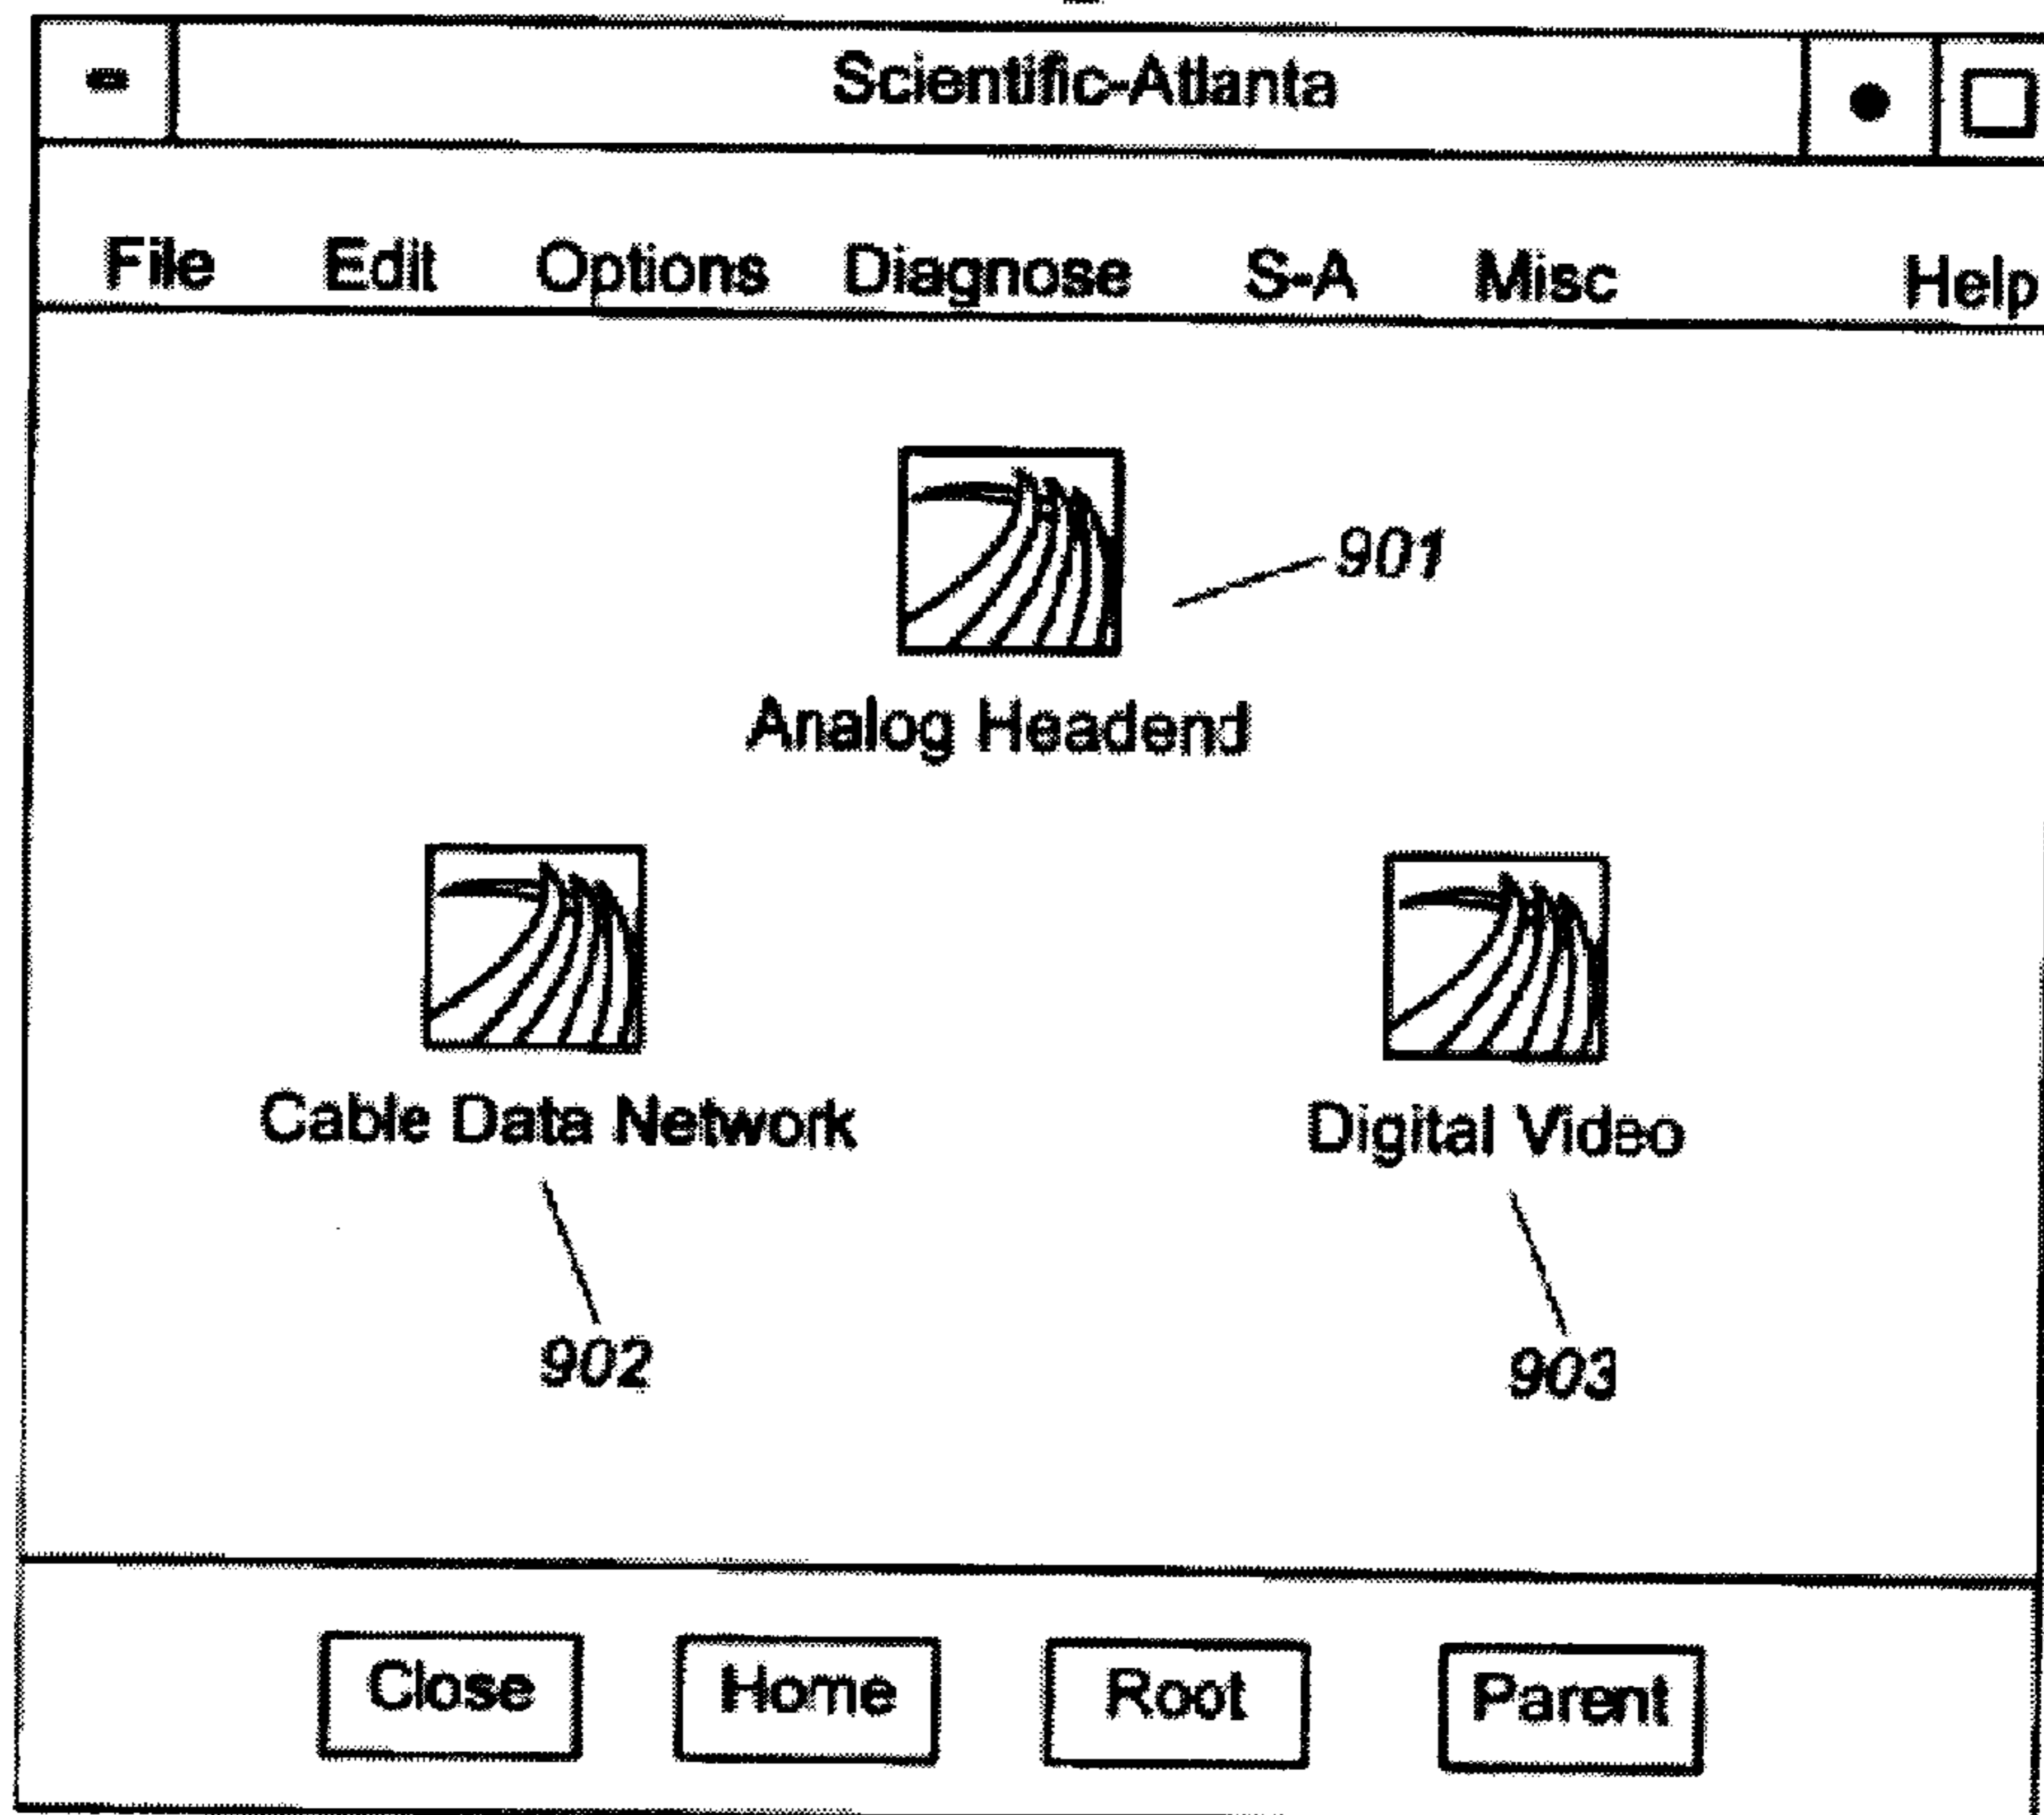 Scientific-Atlanta
File Edit Options Diagnose S-A Misc Help
901
Analog Headend
Cable Data Network Digital Video
902 903
Close Home Root Parent